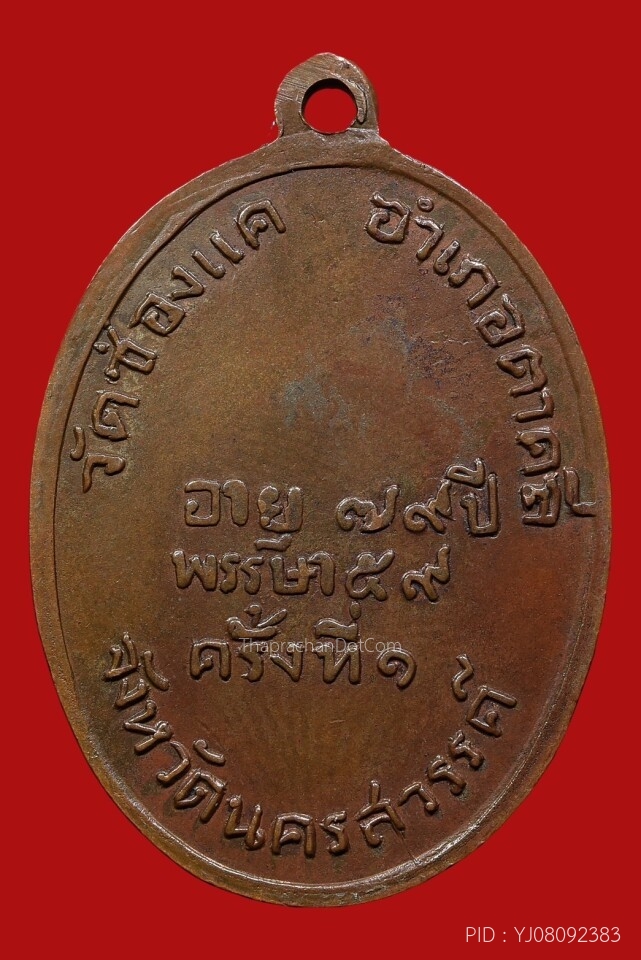 วัดช่องแค อำเภอตาคลี
อายุ ๗๙ ปี
พรรษา ๕๙
ครั้งที่ ๑
จังหวัดนครสวรรค์
ThaprachanDotCom
PID : YJ08092383